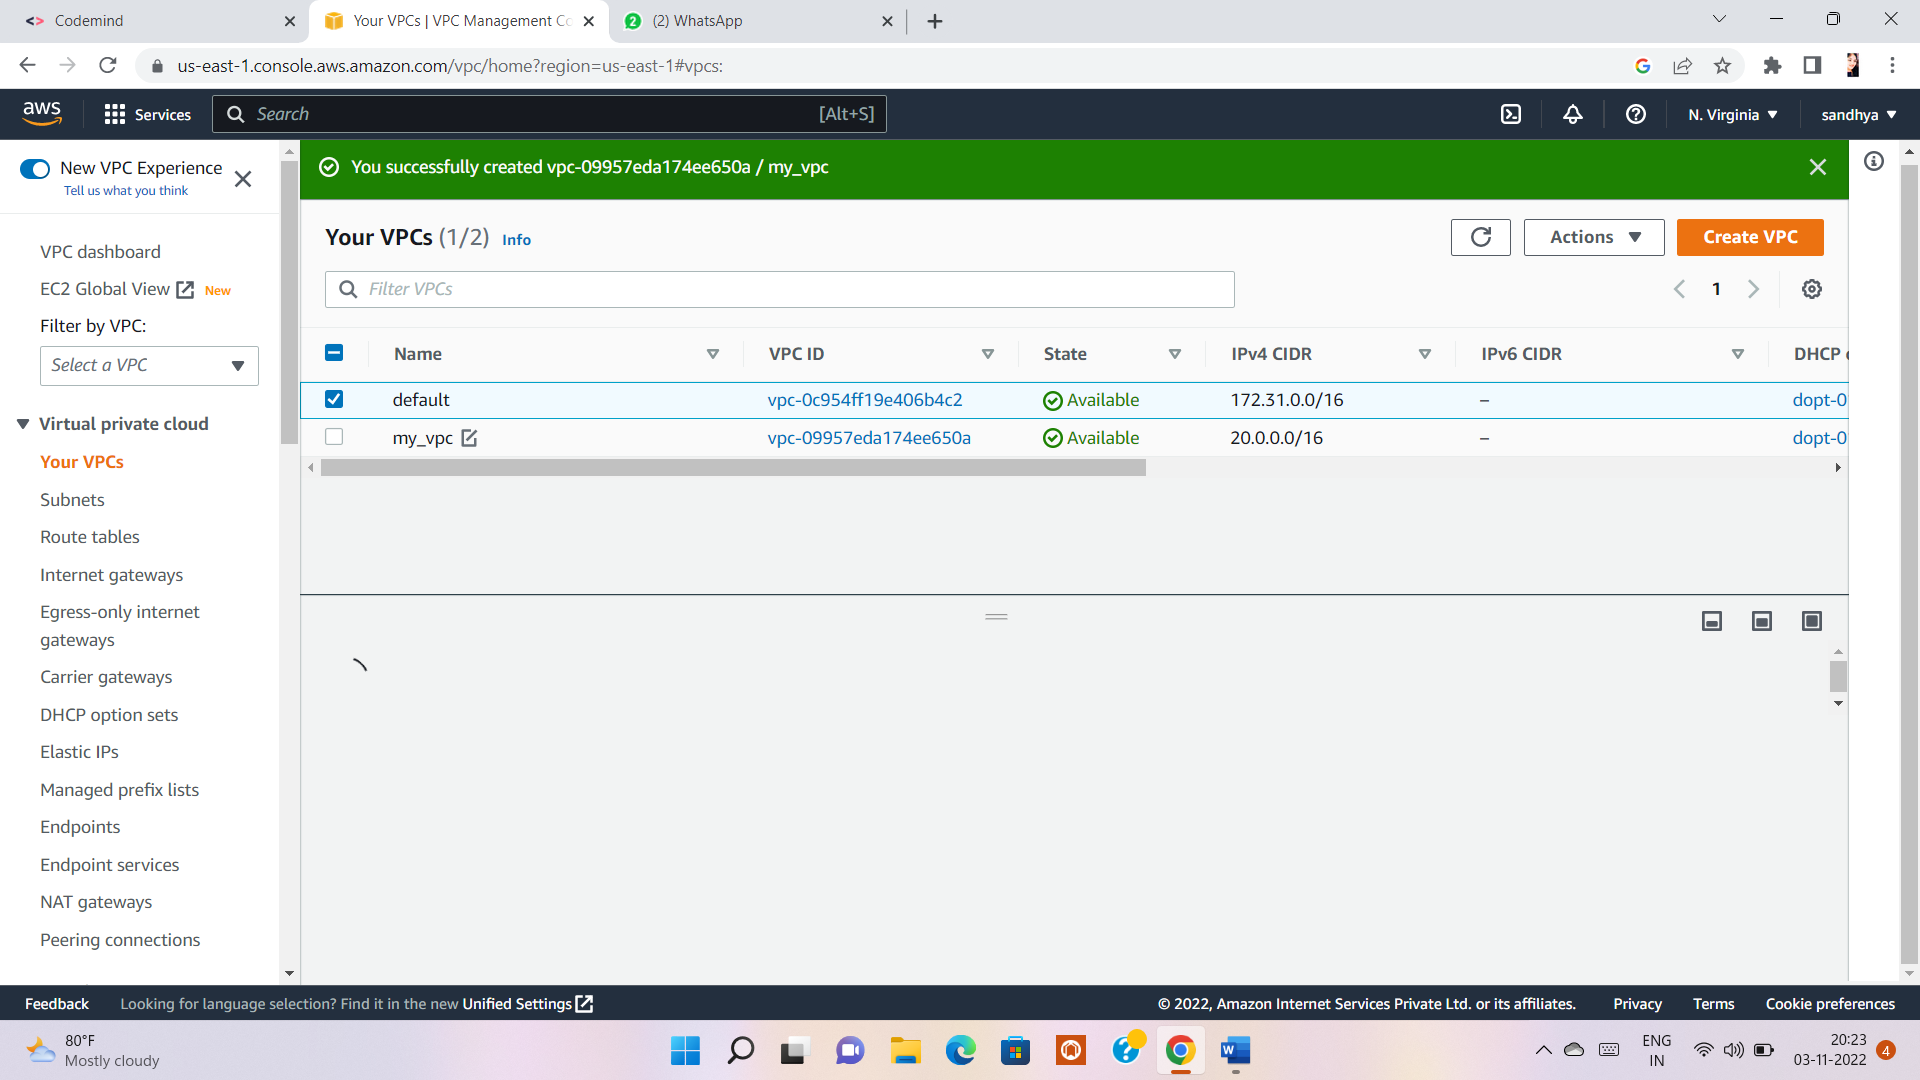 Codemind
Your VPCs | VPC Management Co
(2) WhatsApp
us-east-1.console.aws.amazon.com/vpc/home?region=us-east-1#vpcs:
aws
Services
Search
[Alt+S]
N. Virginia
sandhya
New VPC Experience
Tell us what you think
You successfully created vpc-09957eda174ee650a / my_vpc
VPC dashboard
EC2 Global View New
Filter by VPC:
Select a VPC
Virtual private cloud
Your VPCs
Subnets
Route tables
Internet gateways
Egress-only internet
gateways
Carrier gateways
DHCP option sets
Elastic IPs
Managed prefix lists
Endpoints
Endpoint services
NAT gateways
Peering connections
Your VPCs (1/2) Info
Actions
Create VPC
Filter VPCs
1
Name VPC ID State IPv4 CIDR IPv6 CIDR DHCP
default vpc-0c954ff19e406b4c2 Available 172.31.0.0/16 – dopt-0
my_vpc vpc-09957eda174ee650a Available 20.0.0.0/16 – dopt-0
Feedback Looking for language selection? Find it in the new Unified Settings
© 2022, Amazon Internet Services Private Ltd. or its affiliates. Privacy Terms Cookie preferences
80°F
Mostly cloudy
ENG
IN
20:23
03-11-2022
4